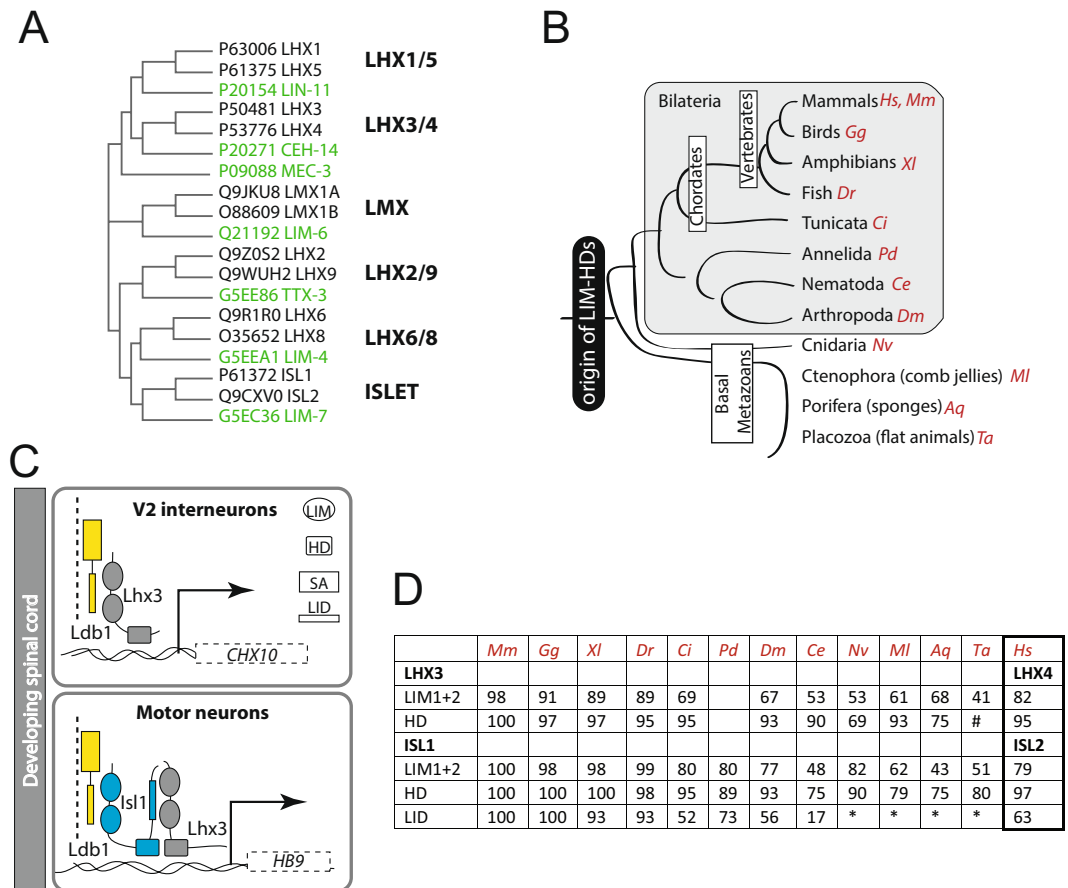 A
P63006 LHX1
P61375 LHX5
LHX1/5
P20154 LIN-11
P50481 LHX3
P53776 LHX4
LHX3/4
P20271 CEH-14
P09088 MEC-3
Q9JKU8 LMX1A
O88609 LMX1B
LMX
Q21192 LIM-6
Q9Z0S2 LHX2
Q9WUH2 LHX9
LHX2/9
G5EE86 TTX-3
Q9R1R0 LHX6
O35652 LHX8
LHX6/8
G5EEA1 LIM-4
P61372 ISL1
Q9CXV0 ISL2
ISLET
G5EC36 LIM-7
B
Bilateria
origin of LIM-HDs
Chordates
Vertebrates
Basal Metazoans
Mammals Hs, Mm
Birds Gg
Amphibians Xl
Fish Dr
Tunicata Ci
Annelida Pd
Nematoda Ce
Arthropoda Dm
Cnidaria Nv
Ctenophora (comb jellies) Ml
Porifera (sponges) Aq
Placozoa (flat animals) Ta
C
Developing spinal cord
V2 interneurons
LIM
HD
SA
LID
Lhx3
Ldb1
CHX10
Motor neurons
Isl1
Lhx3
Ldb1
HB9
D
Mm Gg Xl Dr Ci Pd Dm Ce Nv Ml Aq Ta Hs
LHX3 LHX4
LIM1+2 98 91 89 89 69 67 53 53 61 68 41 82
HD 100 97 97 95 95 93 90 69 93 75 # 95
ISL1 ISL2
LIM1+2 100 98 98 99 80 80 77 48 82 62 43 51 79
HD 100 100 100 98 95 89 93 75 90 79 75 80 97
LID 100 100 93 93 52 73 56 17 * * * * 63